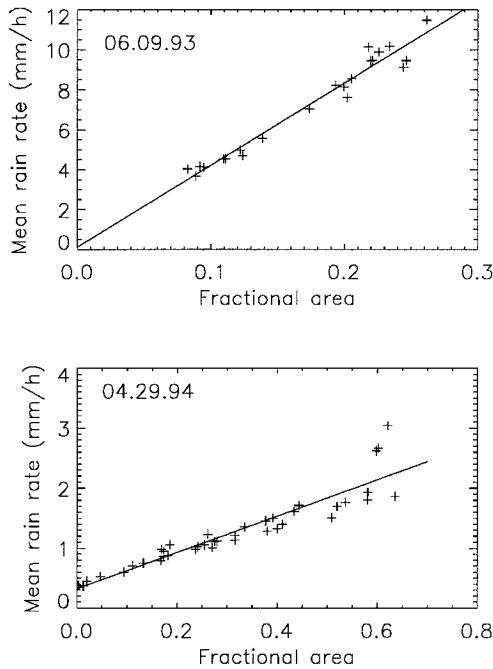 06.09.93
Mean rain rate (mm/h)
12
10
8
6
4
2
0
0.0 0.1 0.2 0.3
Fractional area
04.29.94
Mean rain rate (mm/h)
4
3
2
1
0
0.0 0.2 0.4 0.6 0.8
Fractional area